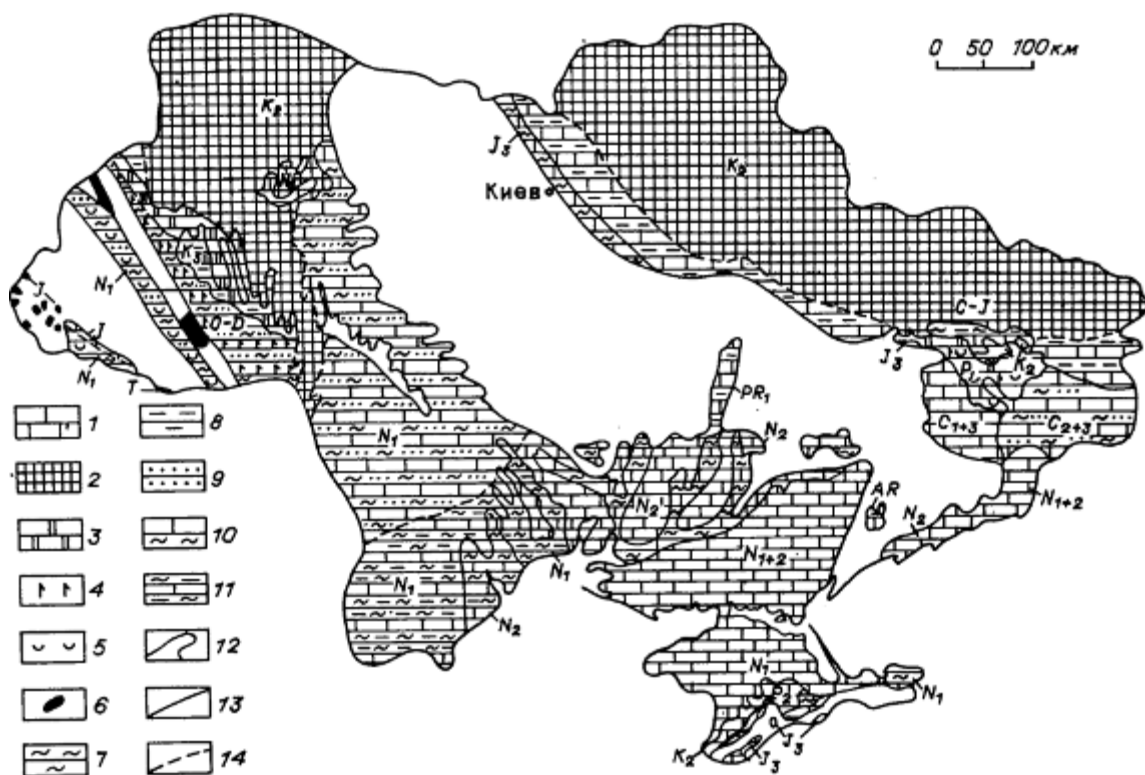 0 50 100 км
K₂
J₃
Киев
K₂
K₃
N₁
J
O-D
J
N₁
T
C-J
J₃
P₁
K₂
PR₁
C₁₊₃
C₂₊₃
N₁
N₂
AR
N₁₊₂
N₂'
N₂
N₁₊₂
N₁
N₁
N₂
N₁
N₁
J₃
K₂
J₃
1
2
3
4
5
6
7
8
9
10
11
12
13
14